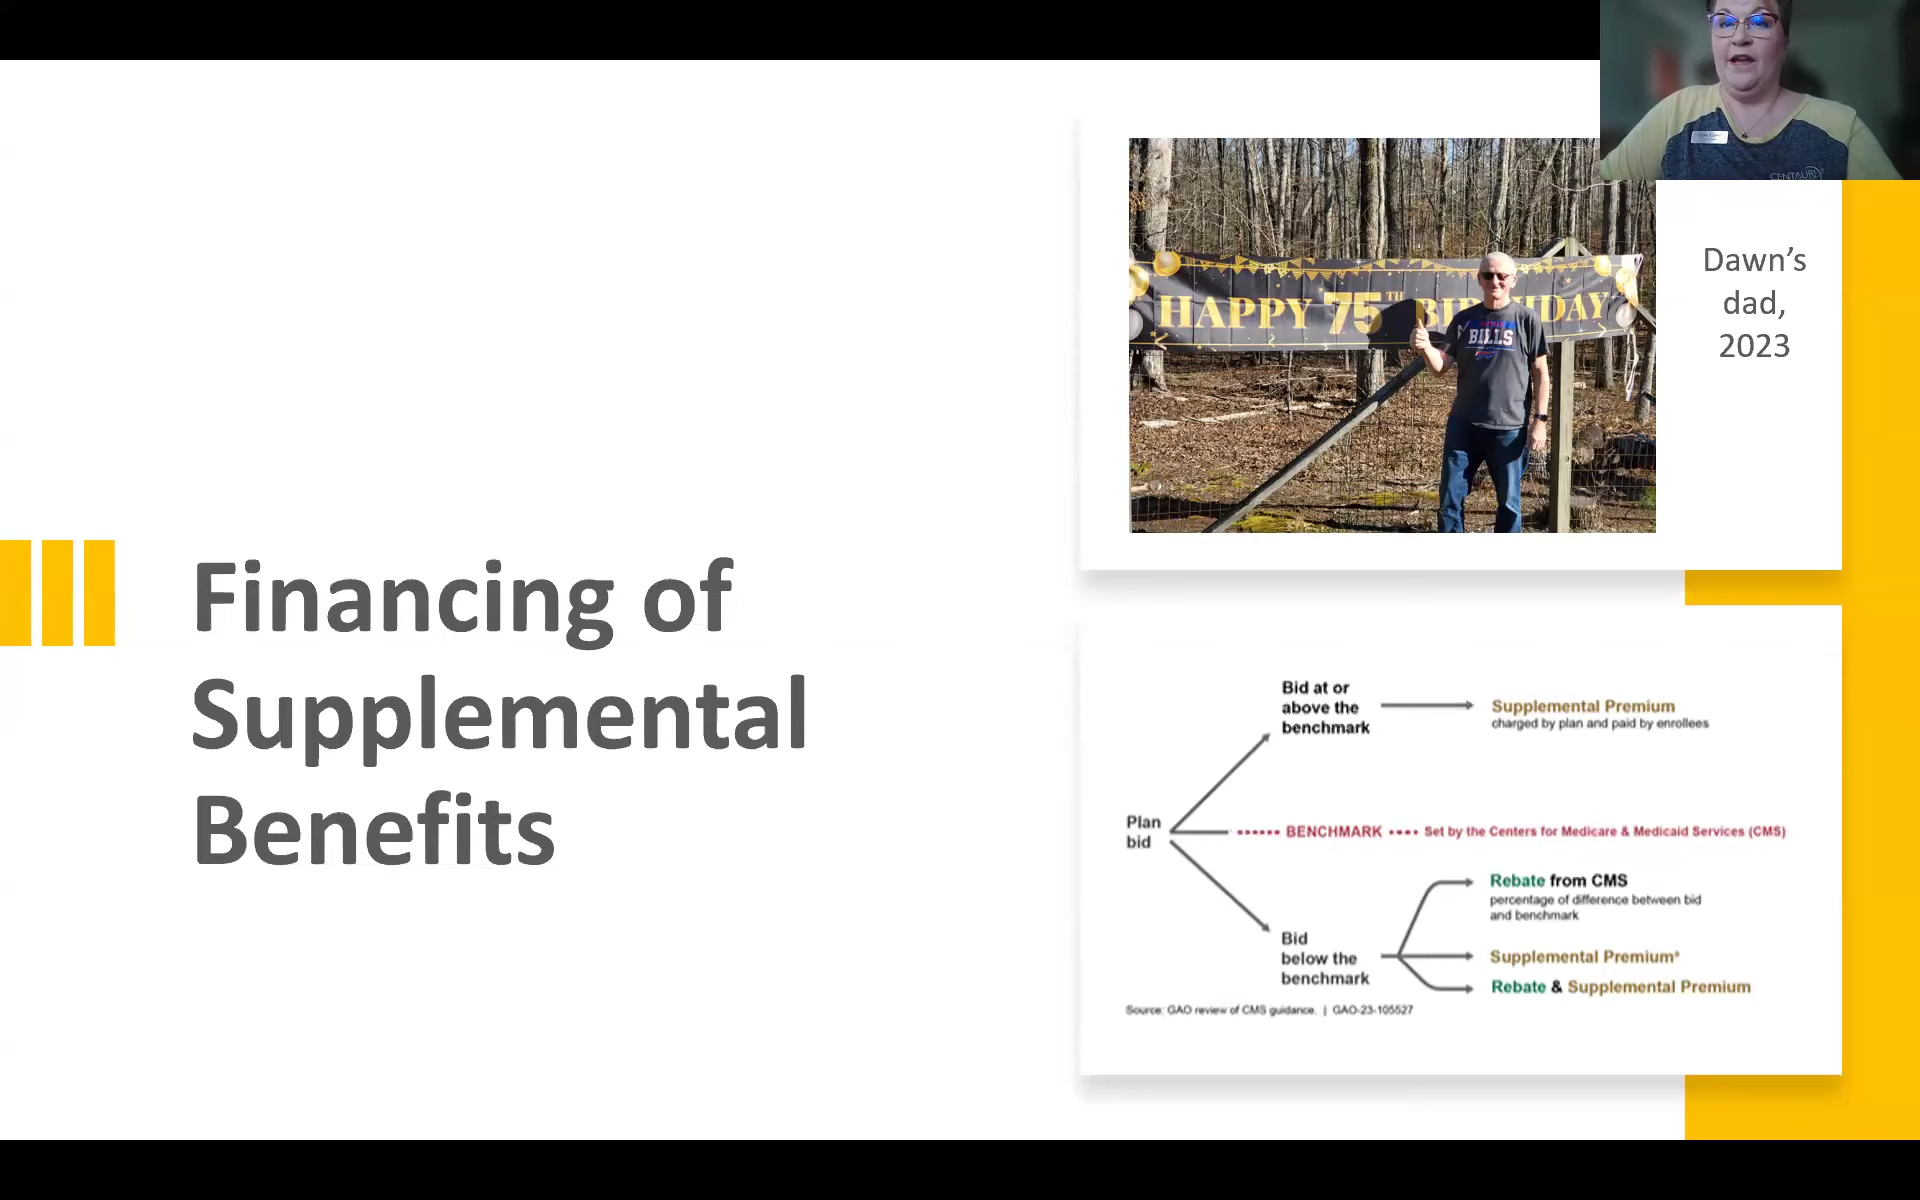 CENTAURI
HAPPY 75TH BIRTHDAY
BILLS
Dawn's
dad,
2023
Financing of
Supplemental
Benefits
Bid at or
above the
benchmark
Supplemental Premium
charged by plan and paid by enrollees
Plan
bid
BENCHMARK
Set by the Centers for Medicare & Medicaid Services (CMS)
Rebate from CMS
percentage of difference between bid
and benchmark
Bid
below the
benchmark
Supplemental Premium*
Rebate & Supplemental Premium
Source: GAO review of CMS guidance. | GAO-23-105527